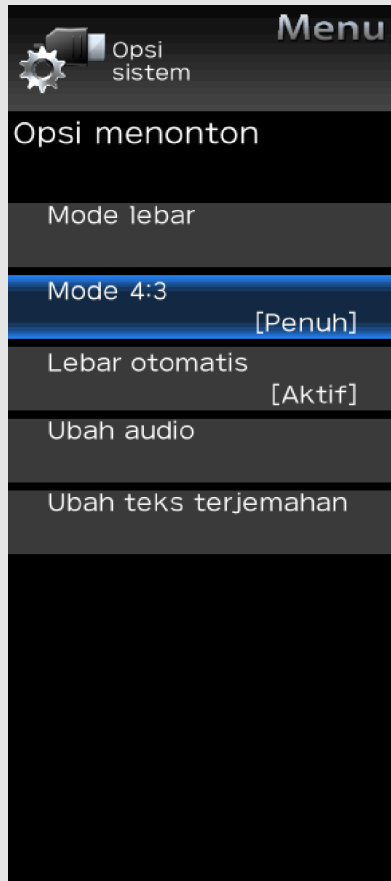 Menu
Opsi
sistem
Opsi menonton
Mode lebar
Mode 4:3
[Penuh]
Lebar otomatis
[Aktif]
Ubah audio
Ubah teks terjemahan